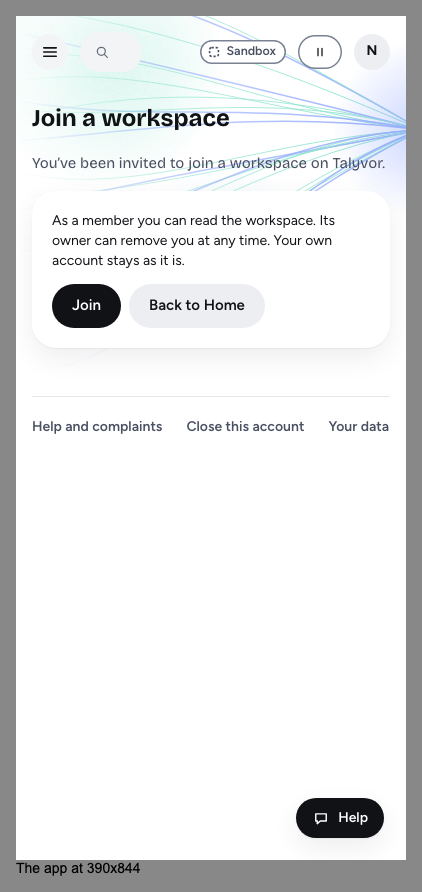 Sandbox
N
Join a workspace
You've been invited to join a workspace on Talyvor.
As a member you can read the workspace. Its
owner can remove you at any time. Your own
account stays as it is.
Join
Back to Home
Help and complaints
Close this account
Your data
Help
The app at 390x844